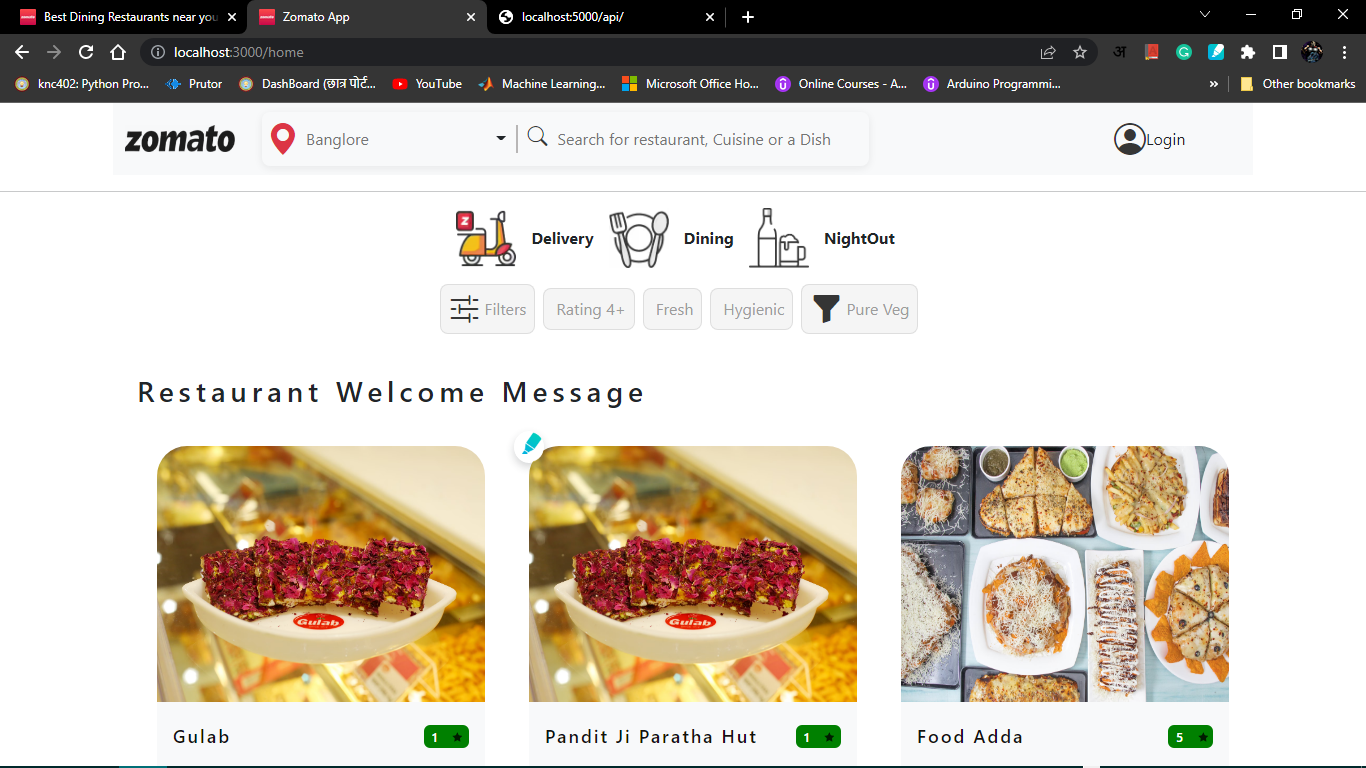 Best Dining Restaurants near you
Zomato App
localhost:5000/api/
localhost:3000/home
अ
knc402: Python Pro...
Prutor
DashBoard (छात्र पोर्ट...
YouTube
Machine Learning...
Microsoft Office Ho...
Online Courses - A...
Arduino Programmi...
»
Other bookmarks
zomato
Banglore
Search for restaurant, Cuisine or a Dish
Login
Delivery
Dining
NightOut
Filters
Rating 4+
Fresh
Hygienic
Pure Veg
Restaurant Welcome Message
Gulab
Gulab
Gulab
1 ★
Pandit Ji Paratha Hut
1 ★
Food Adda
5 ★